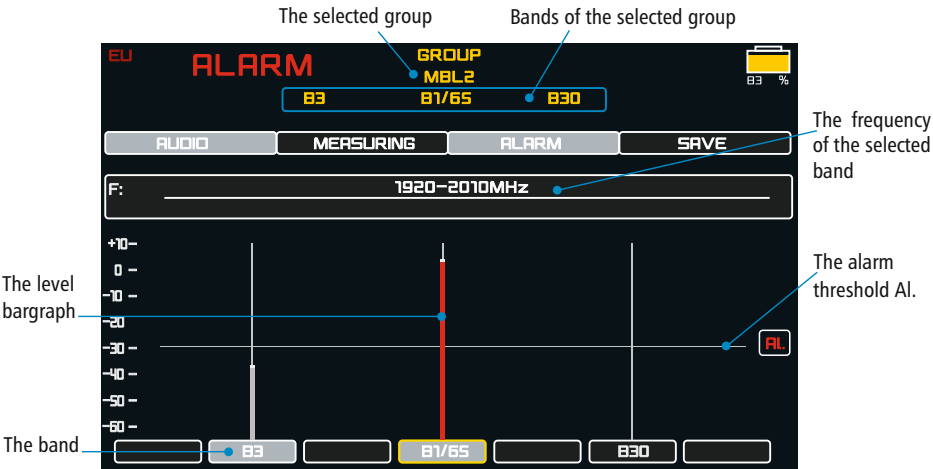 The selected group
Bands of the selected group
EU
ALARM
GROUP
MBL2
83 %
B3 B1/65 B30
AUDIO MEASURING ALARM SAVE
The frequency
of the selected
band
F: 1920-2010MHz
+10-
0 -
-10 -
-20
-30 -
-40 -
-50 -
-60 -
The level
bargraph
The alarm
threshold Al.
Al.
The band
B3 B1/65 B30